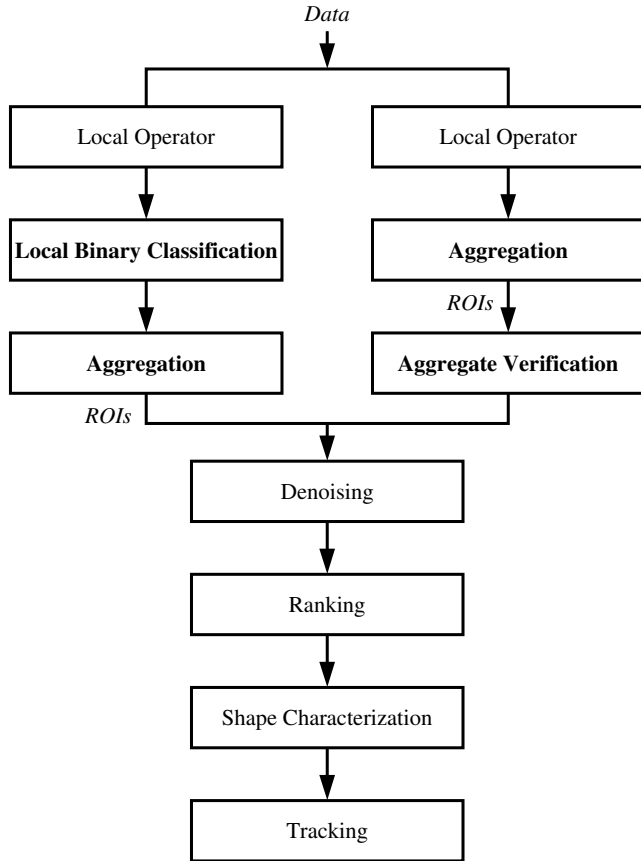 Data
Local Operator
Local Operator
Local Binary Classification
Aggregation
ROIs
Aggregation
Aggregate Verification
ROIs
Denoising
Ranking
Shape Characterization
Tracking